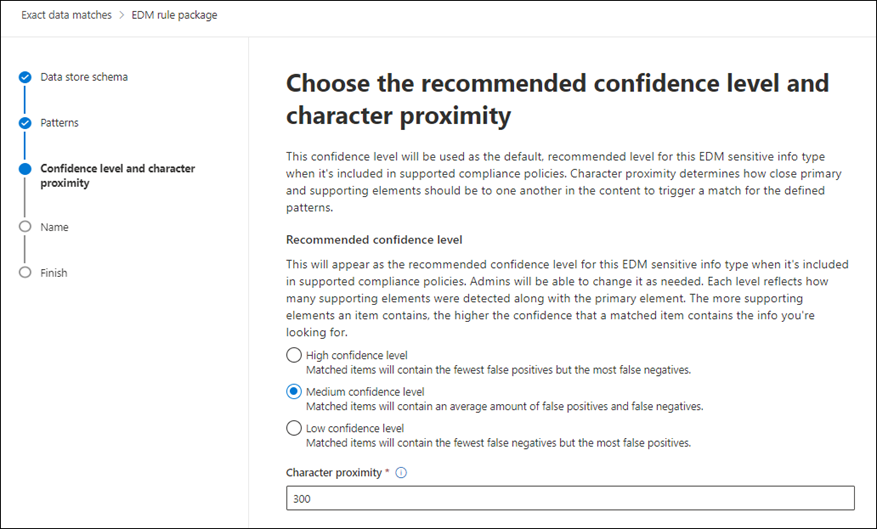 Exact data matches > EDM rule package
Data store schema
Patterns
Confidence level and character
proximity
Name
Finish
Choose the recommended confidence level and
character proximity
This confidence level will be used as the default, recommended level for this EDM sensitive info type
when it's included in supported compliance policies. Character proximity determines how close primary
and supporting elements should be to one another in the content to trigger a match for the defined
patterns.
Recommended confidence level
This will appear as the recommended confidence level for this EDM sensitive info type when it's included
in supported compliance policies. Admins will be able to change it as needed. Each level reflects how
many supporting elements were detected along with the primary element. The more supporting
elements an item contains, the higher the confidence that a matched item contains the info you're
looking for.
High confidence level
Matched items will contain the fewest false positives but the most false negatives.
Medium confidence level
Matched items will contain an average amount of false positives and false negatives.
Low confidence level
Matched items will contain the fewest false negatives but the most false positives.
Character proximity *
300